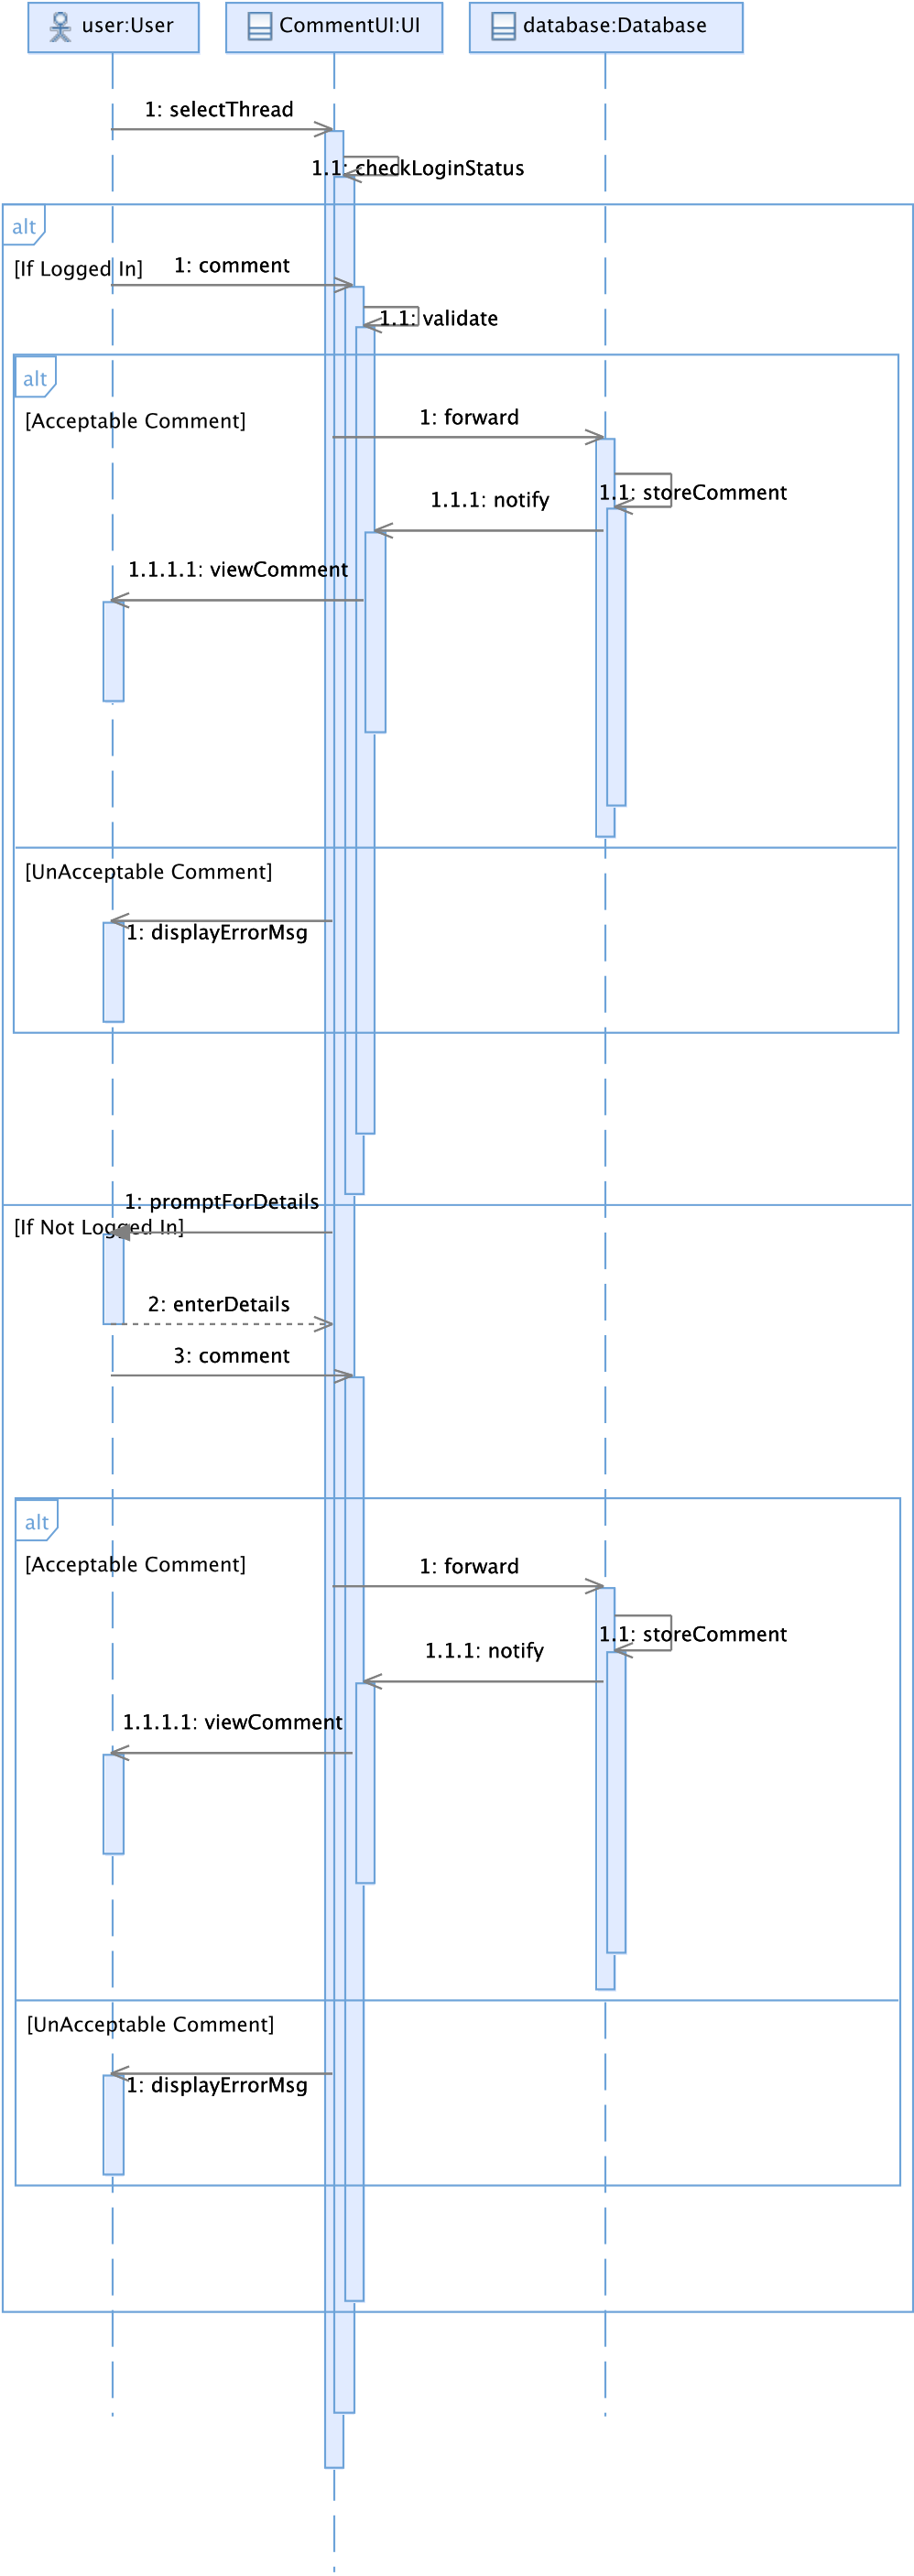 user:User
CommentUI:UI
database:Database
1: selectThread
1.1: checkLoginStatus
alt
[If Logged In]
1: comment
1.1: validate
alt
[Acceptable Comment]
1: forward
1.1: storeComment
1.1.1: notify
1.1.1.1: viewComment
[UnAcceptable Comment]
1: displayErrorMsg
1: promptForDetails
[If Not Logged In]
2: enterDetails
3: comment
alt
[Acceptable Comment]
1: forward
1.1: storeComment
1.1.1: notify
1.1.1.1: viewComment
[UnAcceptable Comment]
1: displayErrorMsg